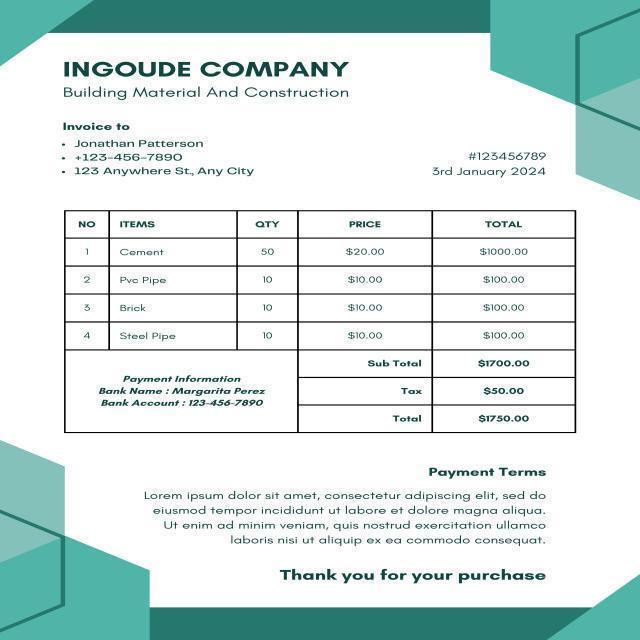 INGOUDE COMPANY
Building Material And Construction
Invoice to
• Jonathan Patterson
• +123-456-7890
• 123 Anywhere St., Any City
#123456789
3rd January 2024
NO ITEMS QTY PRICE TOTAL
1 Cement 50 $20.00 $1000.00
2 Pvc Pipe 10 $10.00 $100.00
3 Brick 10 $10.00 $100.00
4 Steel Pipe 10 $10.00 $100.00
Sub Total $1700.00
Tax $50.00
Total $1750.00
Payment Information
Bank Name : Margarita Perez
Bank Account : 123-456-7890
Payment Terms
Lorem ipsum dolor sit amet, consectetur adipiscing elit, sed do
eiusmod tempor incididunt ut labore et dolore magna aliqua.
Ut enim ad minim veniam, quis nostrud exercitation ullamco
laboris nisi ut aliquip ex ea commodo consequat.
Thank you for your purchase